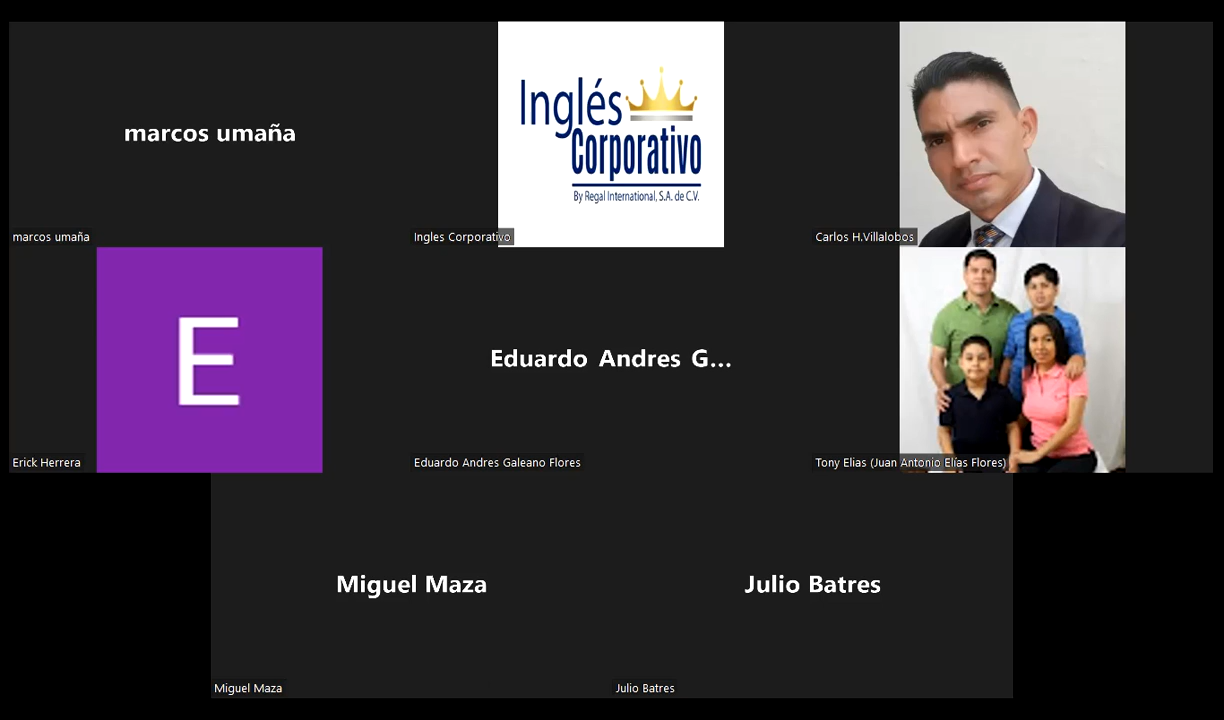 marcos umaña
marcos umaña
Inglés
Corporativo
By Regal International, S.A. de C.V.
Ingles Corporativo
Carlos H.Villalobos
E
Erick Herrera
Eduardo Andres G...
Eduardo Andres Galeano Flores
Tony Elias (Juan Antonio Elías Flores)
Miguel Maza
Miguel Maza
Julio Batres
Julio Batres